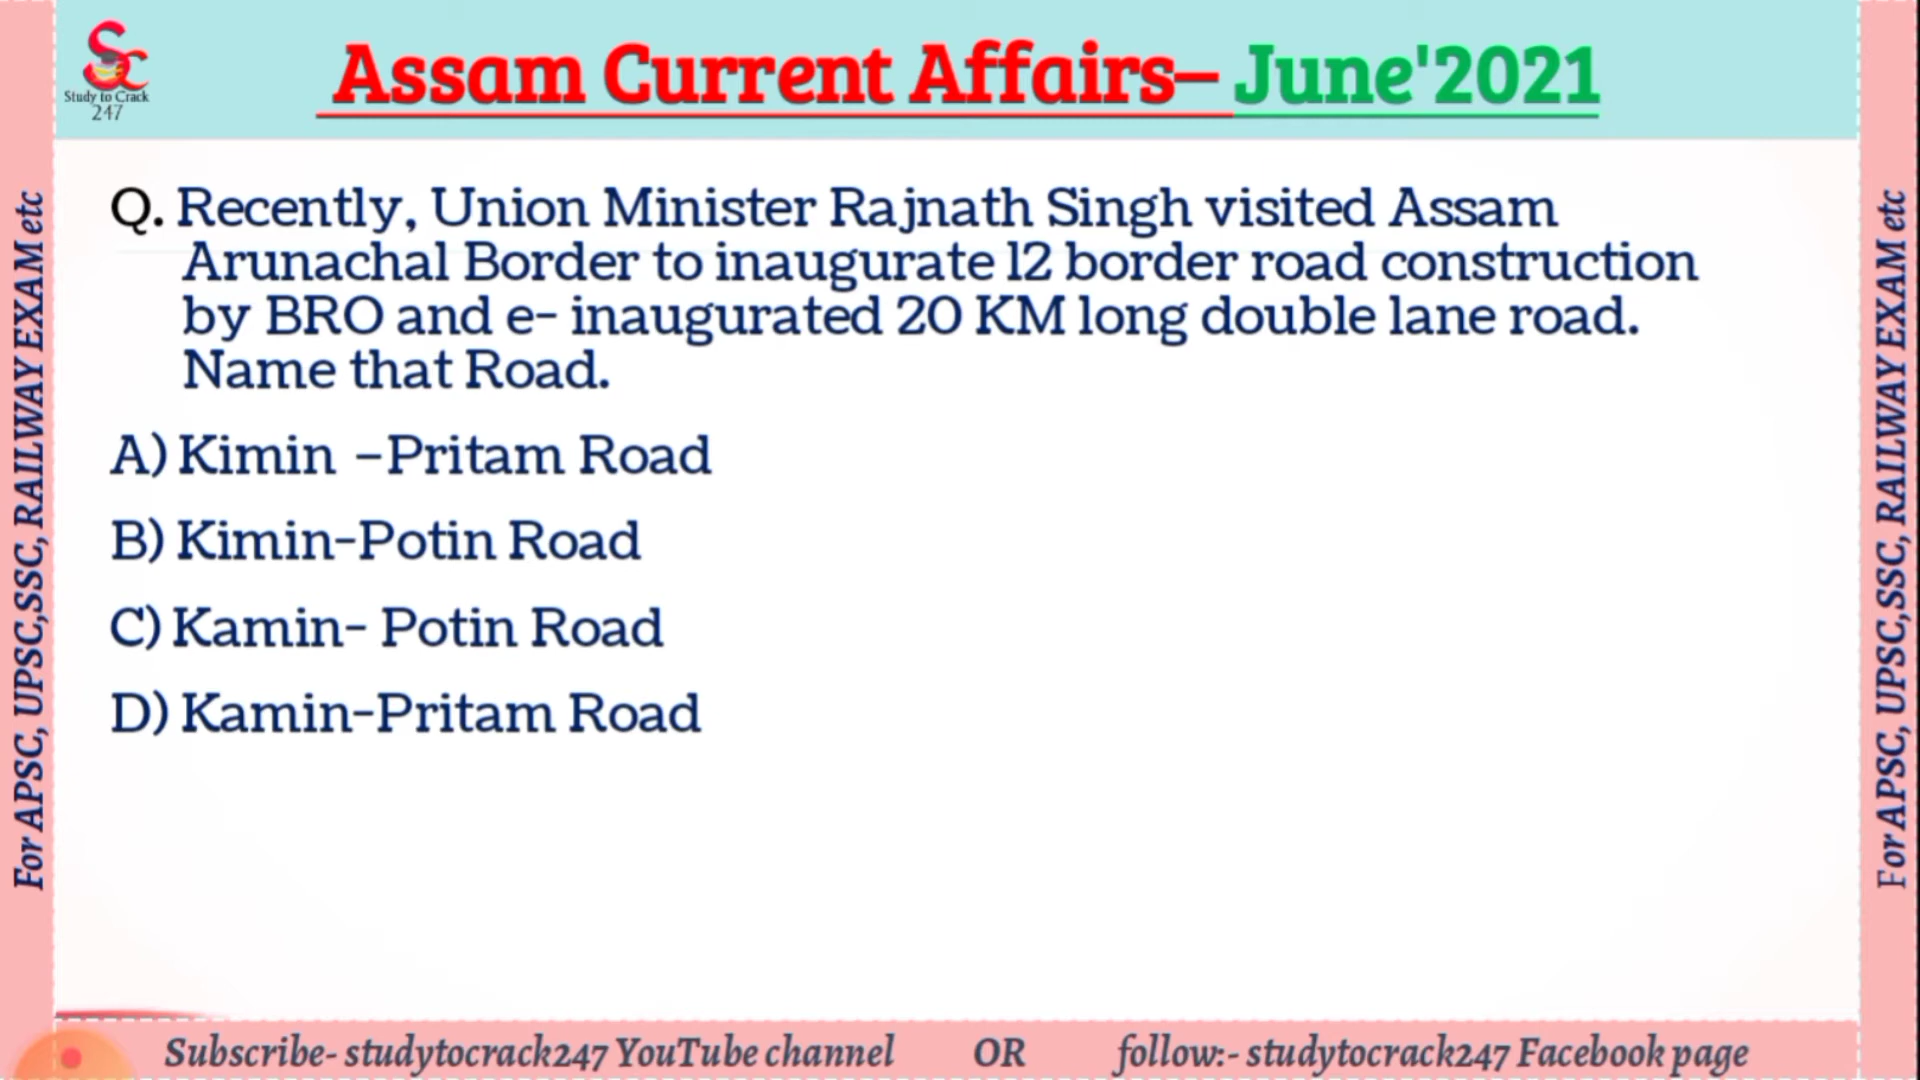 Sc
Study to Crack
247
Assam Current Affairs– June'2021
For APSC, UPSC,SSC, RAILWAY EXAM etc
Q. Recently, Union Minister Rajnath Singh visited Assam
Arunachal Border to inaugurate 12 border road construction
by BRO and e- inaugurated 20 KM long double lane road.
Name that Road.
A) Kimin –Pritam Road
B) Kimin-Potin Road
C) Kamin- Potin Road
D) Kamin-Pritam Road
For APSC, UPSC,SSC, RAILWAY EXAM etc
Subscribe- studytocrack247 YouTube channel OR follow:- studytocrack247 Facebook page